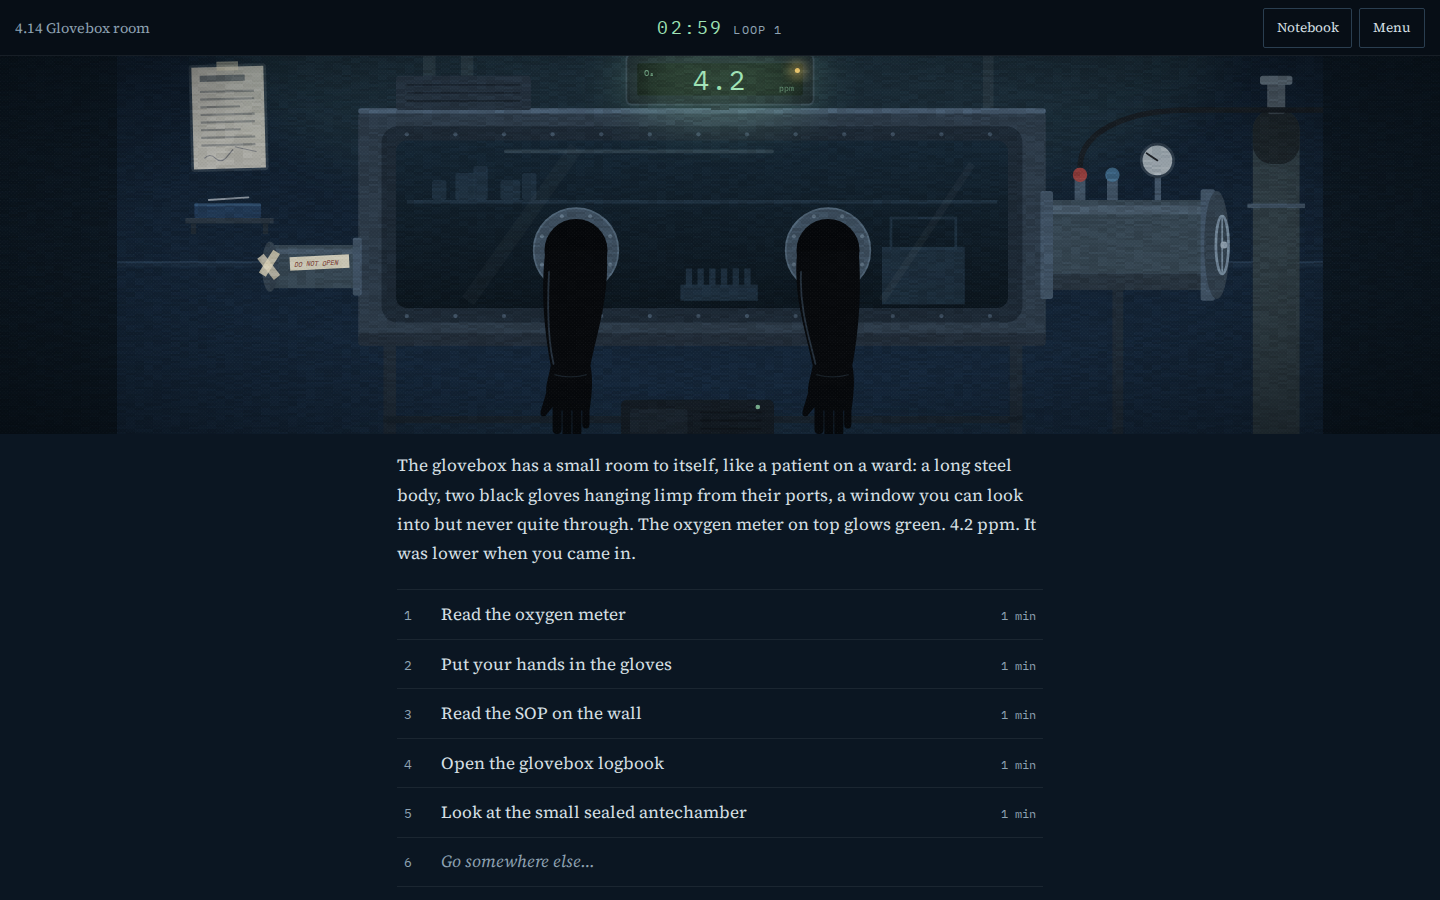 4.14 Glovebox room
02:59 LOOP 1
Notebook
Menu
O₂
4.2
ppm
DO NOT OPEN
The glovebox has a small room to itself, like a patient on a ward: a long steel
body, two black gloves hanging limp from their ports, a window you can look
into but never quite through. The oxygen meter on top glows green. 4.2 ppm. It
was lower when you came in.
1 Read the oxygen meter 1 min
2 Put your hands in the gloves 1 min
3 Read the SOP on the wall 1 min
4 Open the glovebox logbook 1 min
5 Look at the small sealed antechamber 1 min
6 Go somewhere else...